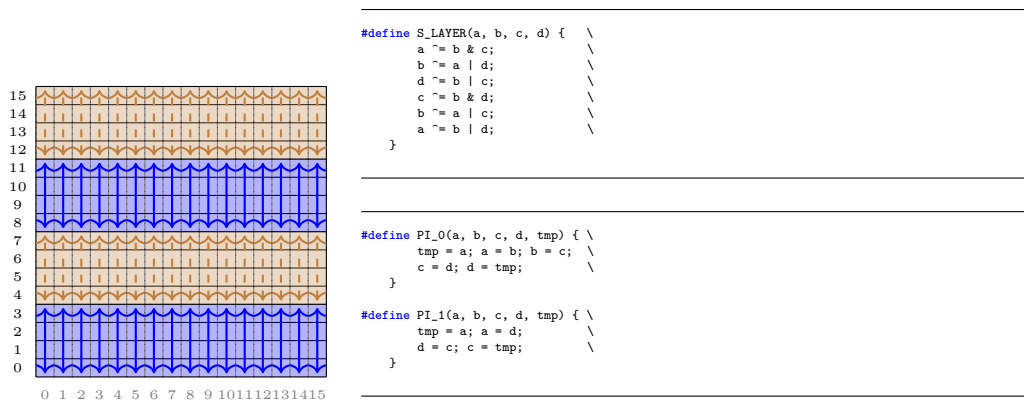 15
14
13
12
11
10
9
8
7
6
5
4
3
2
1
0
0 1 2 3 4 5 6 7 8 9 10 11 12 13 14 15
#define S_LAYER(a, b, c, d) { \
a ^= b & c; \
b ^= a | d; \
d ^= b | c; \
c ^= b & d; \
b ^= a | c; \
a ^= b | d; \
}
#define PI_0(a, b, c, d, tmp) { \
tmp = a; a = b; b = c; \
c = d; d = tmp; \
}
#define PI_1(a, b, c, d, tmp) { \
tmp = a; a = d; \
d = c; c = tmp; \
}